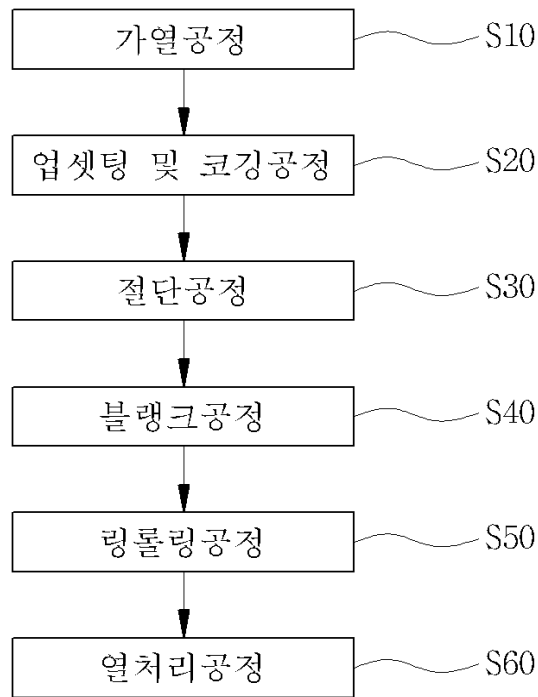 가열공정 S10
업셋팅 및 코깅공정 S20
절단공정 S30
블랭크공정 S40
링롤링공정 S50
열처리공정 S60